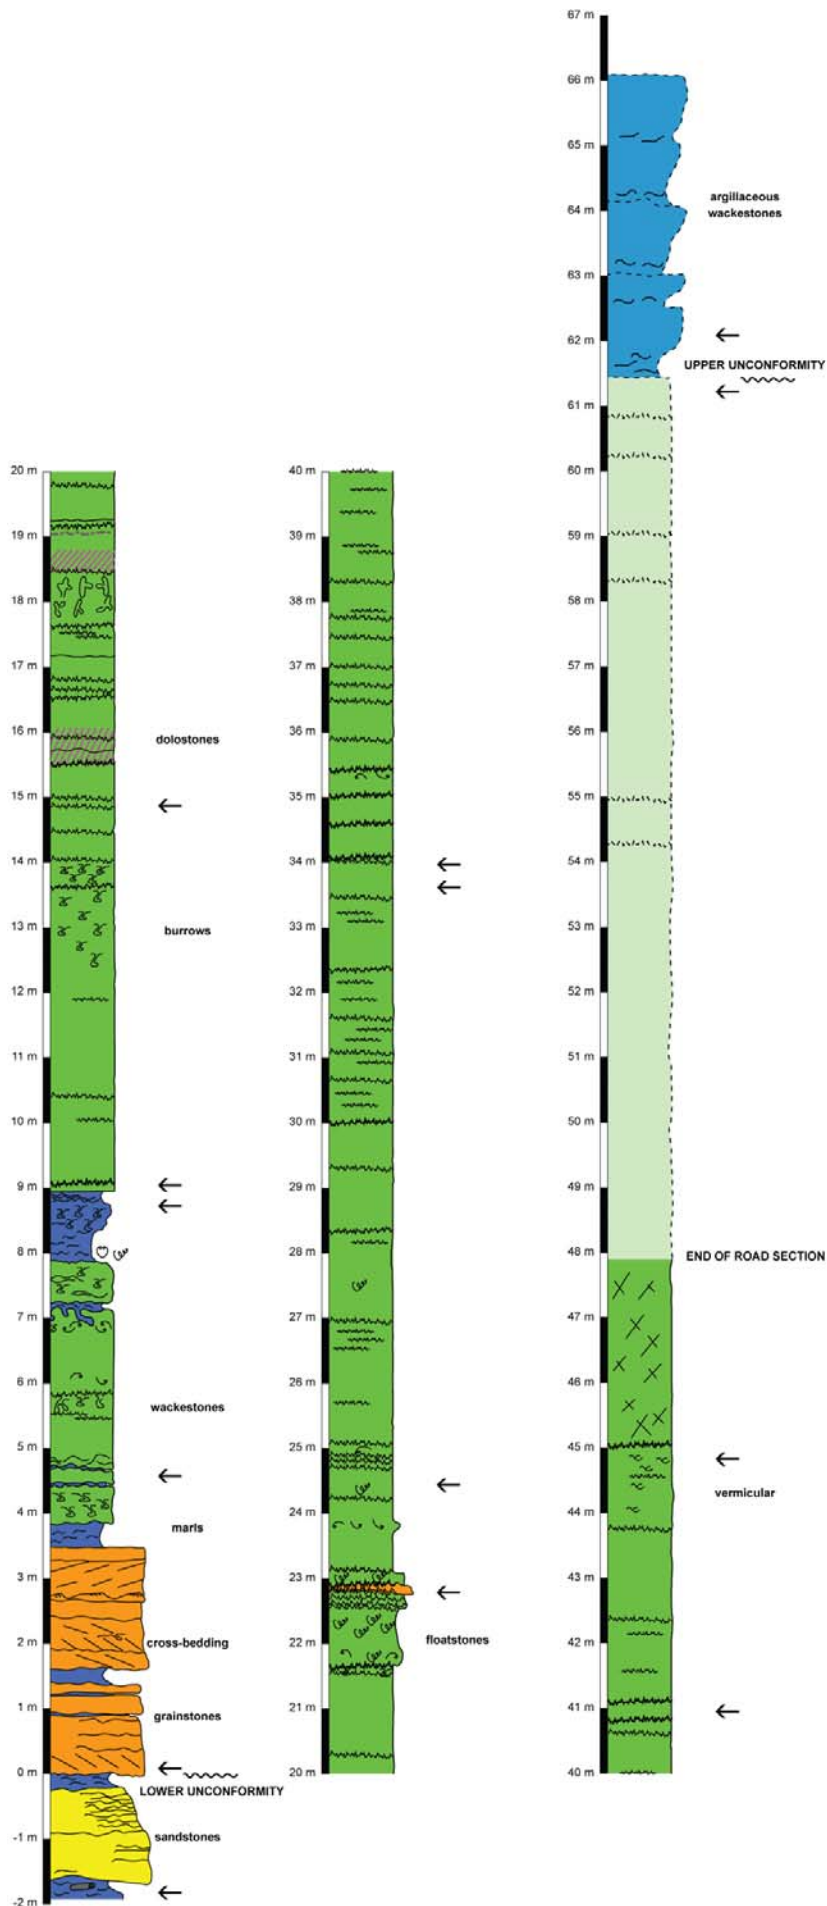 20 m
19 m
18 m
17 m
16 m
dolostones
15 m
14 m
13 m
burrows
12 m
11 m
10 m
9 m
8 m
7 m
6 m
wackestones
5 m
4 m
marls
3 m
2 m
cross-bedding
1 m
grainstones
0 m
LOWER UNCONFORMITY
-1 m
sandstones
-2 m
40 m
39 m
38 m
37 m
36 m
35 m
34 m
33 m
32 m
31 m
30 m
29 m
28 m
27 m
26 m
25 m
24 m
23 m
22 m
floatstones
21 m
20 m
67 m
66 m
65 m
argillaceous
wackestones
64 m
63 m
62 m
UPPER UNCONFORMITY
61 m
60 m
59 m
58 m
57 m
56 m
55 m
54 m
53 m
52 m
51 m
50 m
49 m
48 m
END OF ROAD SECTION
47 m
46 m
45 m
vermicular
44 m
43 m
42 m
41 m
40 m